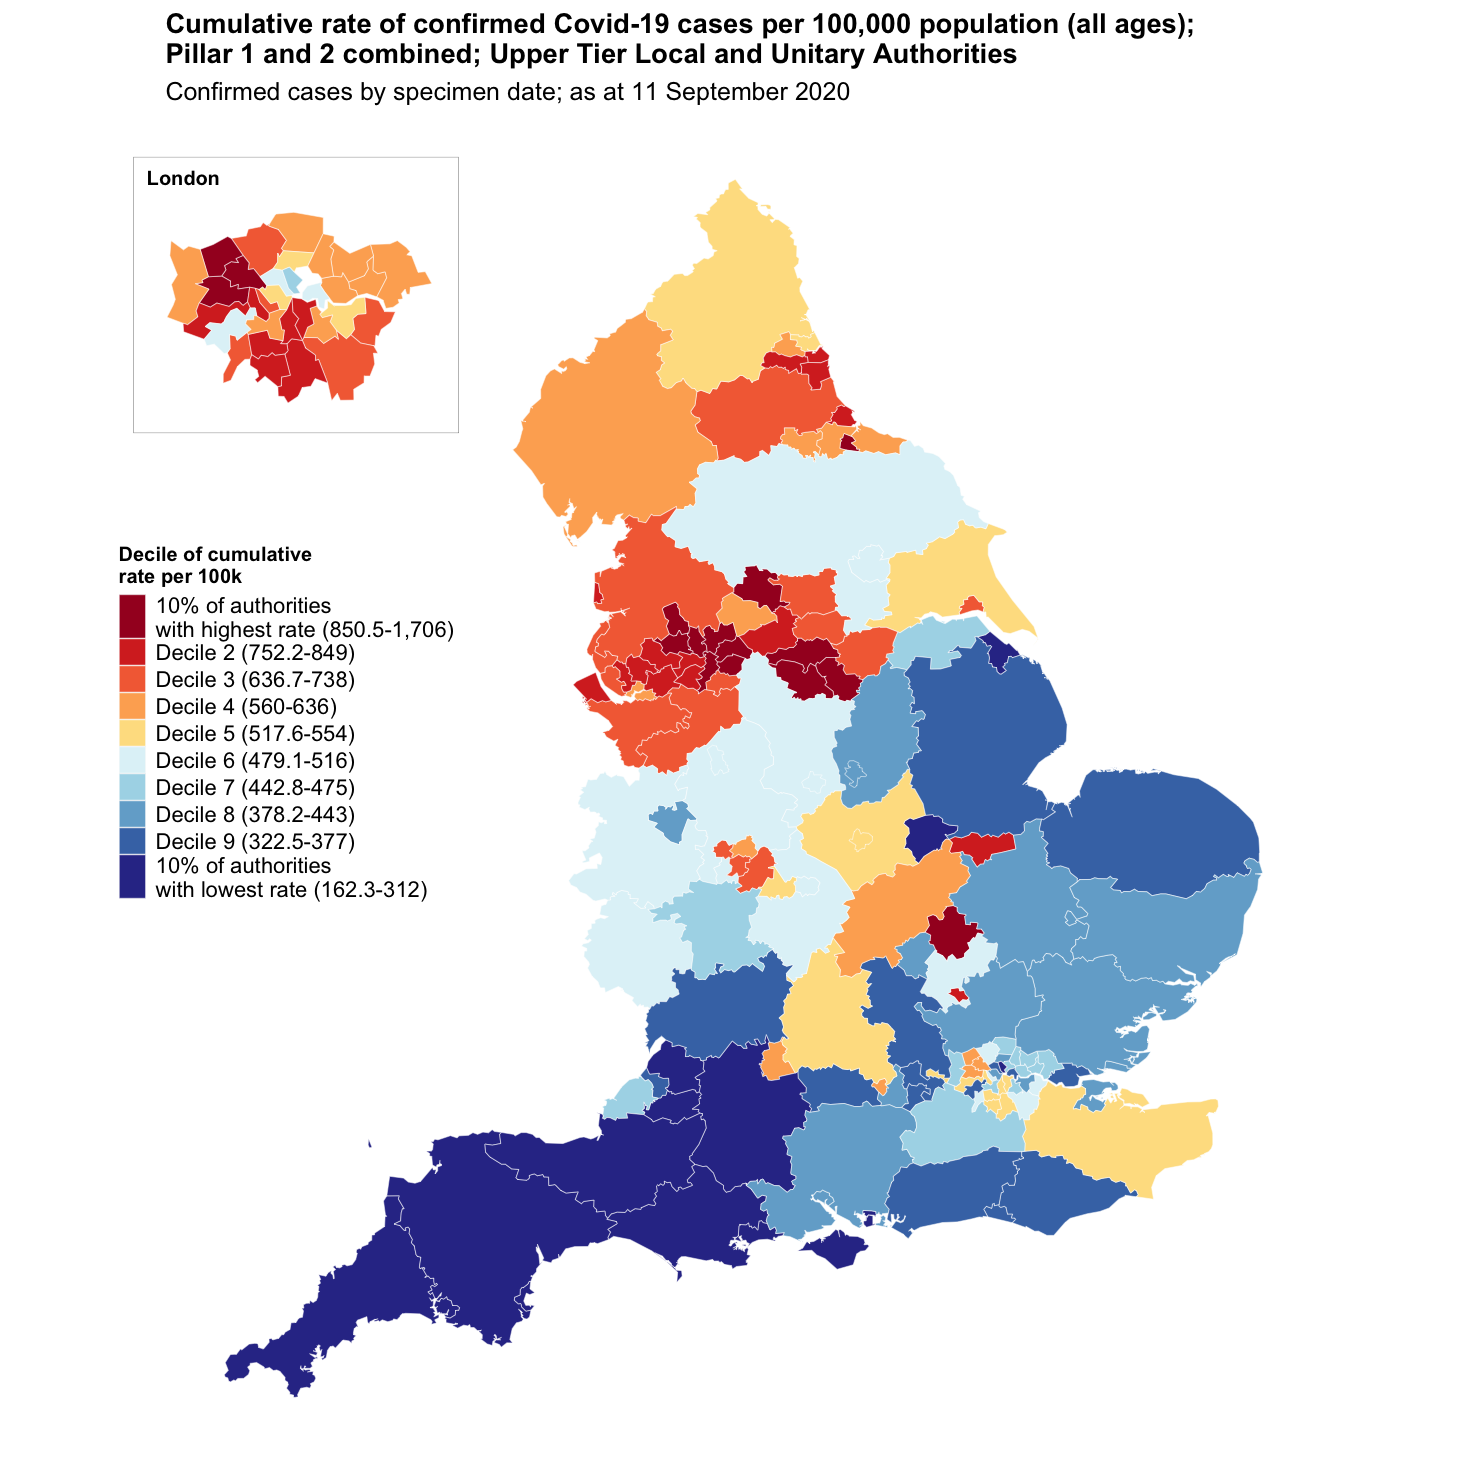 Cumulative rate of confirmed Covid-19 cases per 100,000 population (all ages);
Pillar 1 and 2 combined; Upper Tier Local and Unitary Authorities
Confirmed cases by specimen date; as at 11 September 2020
London
Decile of cumulative
rate per 100k
10% of authorities
with highest rate (850.5-1,706)
Decile 2 (752.2-849)
Decile 3 (636.7-738)
Decile 4 (560-636)
Decile 5 (517.6-554)
Decile 6 (479.1-516)
Decile 7 (442.8-475)
Decile 8 (378.2-443)
Decile 9 (322.5-377)
10% of authorities
with lowest rate (162.3-312)